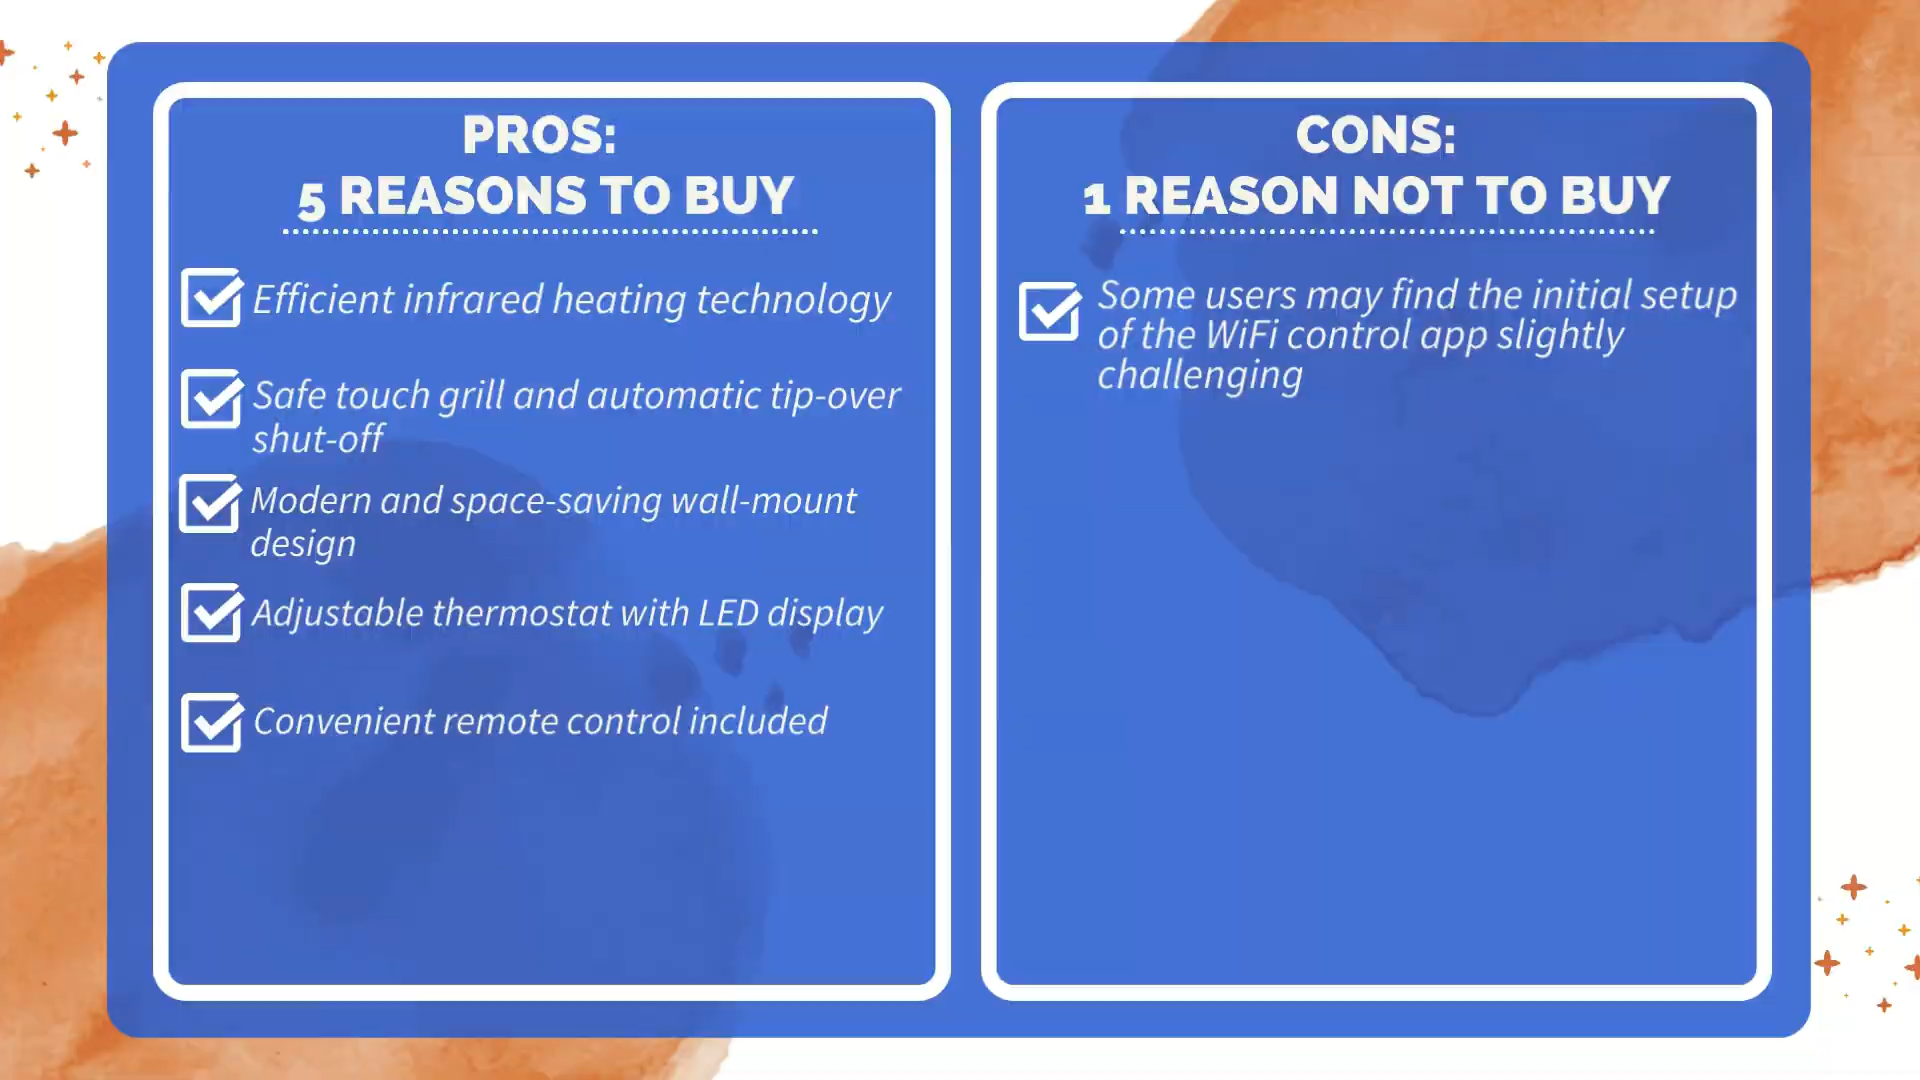 PROS:
5 REASONS TO BUY
Efficient infrared heating technology
Safe touch grill and automatic tip-over
shut-off
Modern and space-saving wall-mount
design
Adjustable thermostat with LED display
Convenient remote control included
CONS:
1 REASON NOT TO BUY
Some users may find the initial setup
of the WiFi control app slightly
challenging